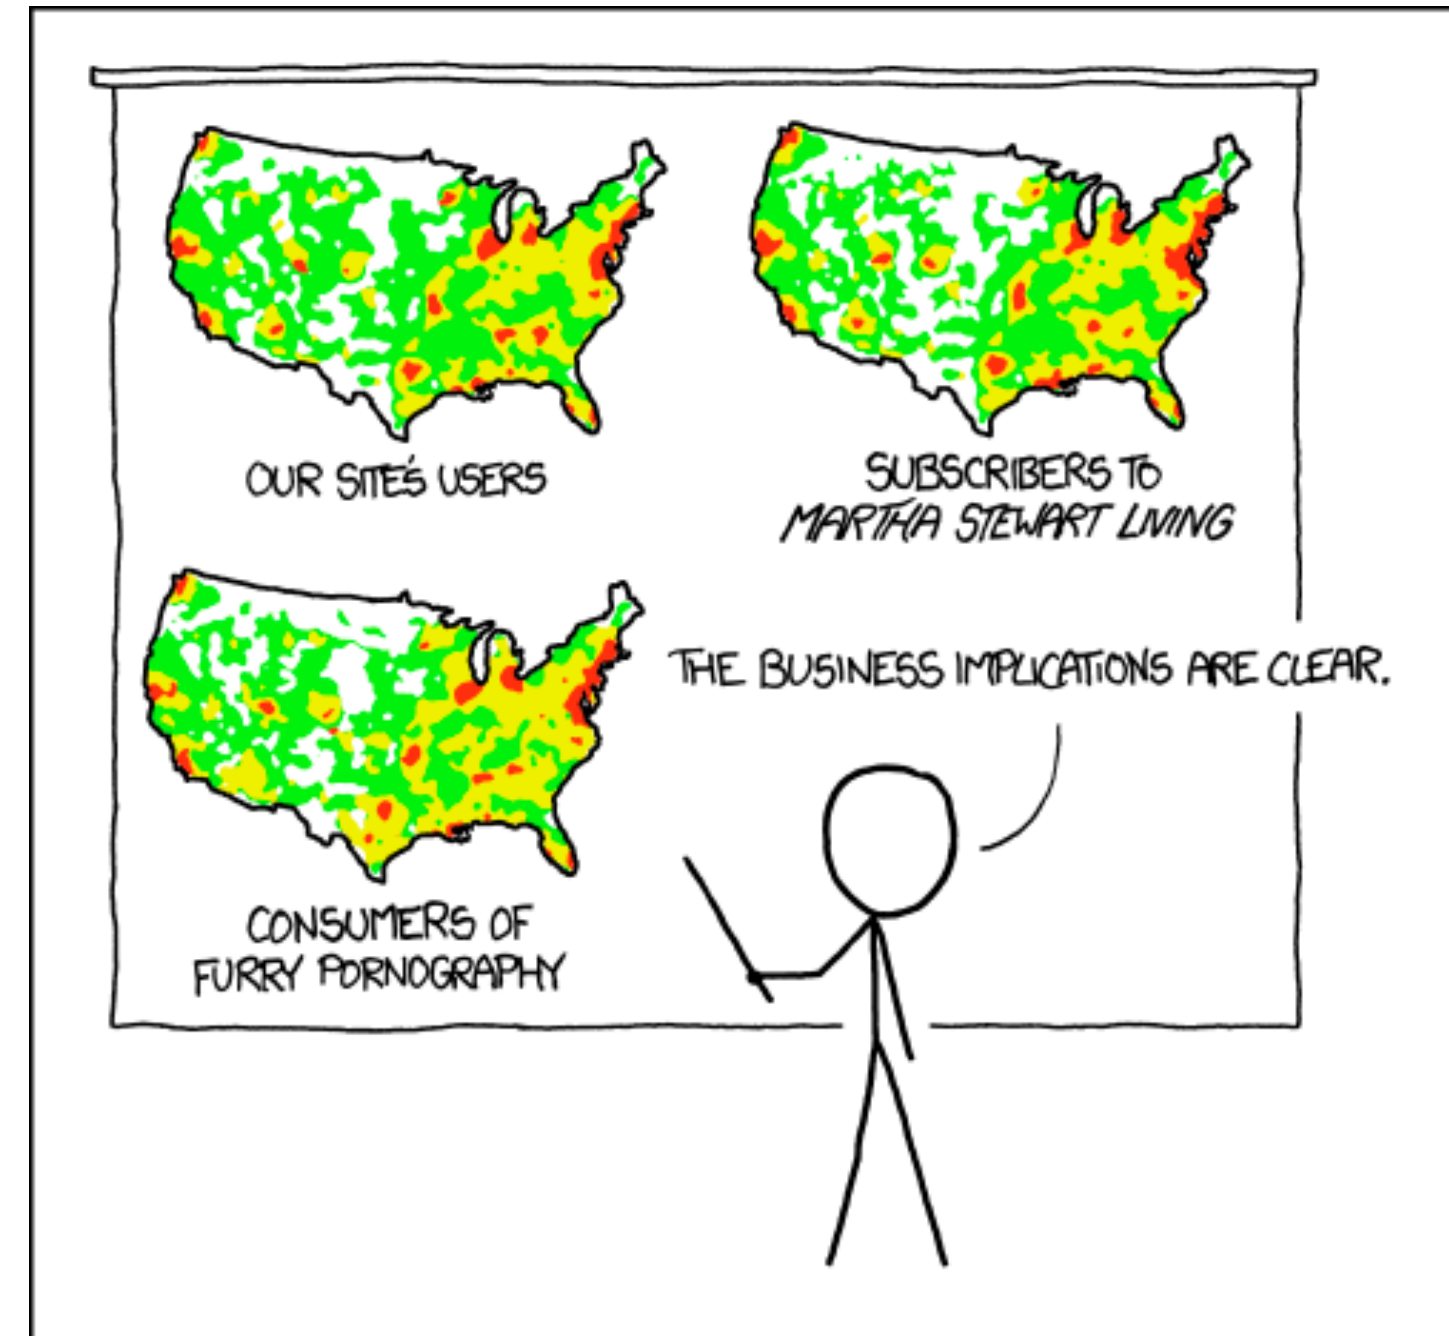 OUR SITE'S USERS
SUBSCRIBERS TO
MARTHA STEWART LIVING
CONSUMERS OF
FURRY PORNOGRAPHY
THE BUSINESS IMPLICATIONS ARE CLEAR.